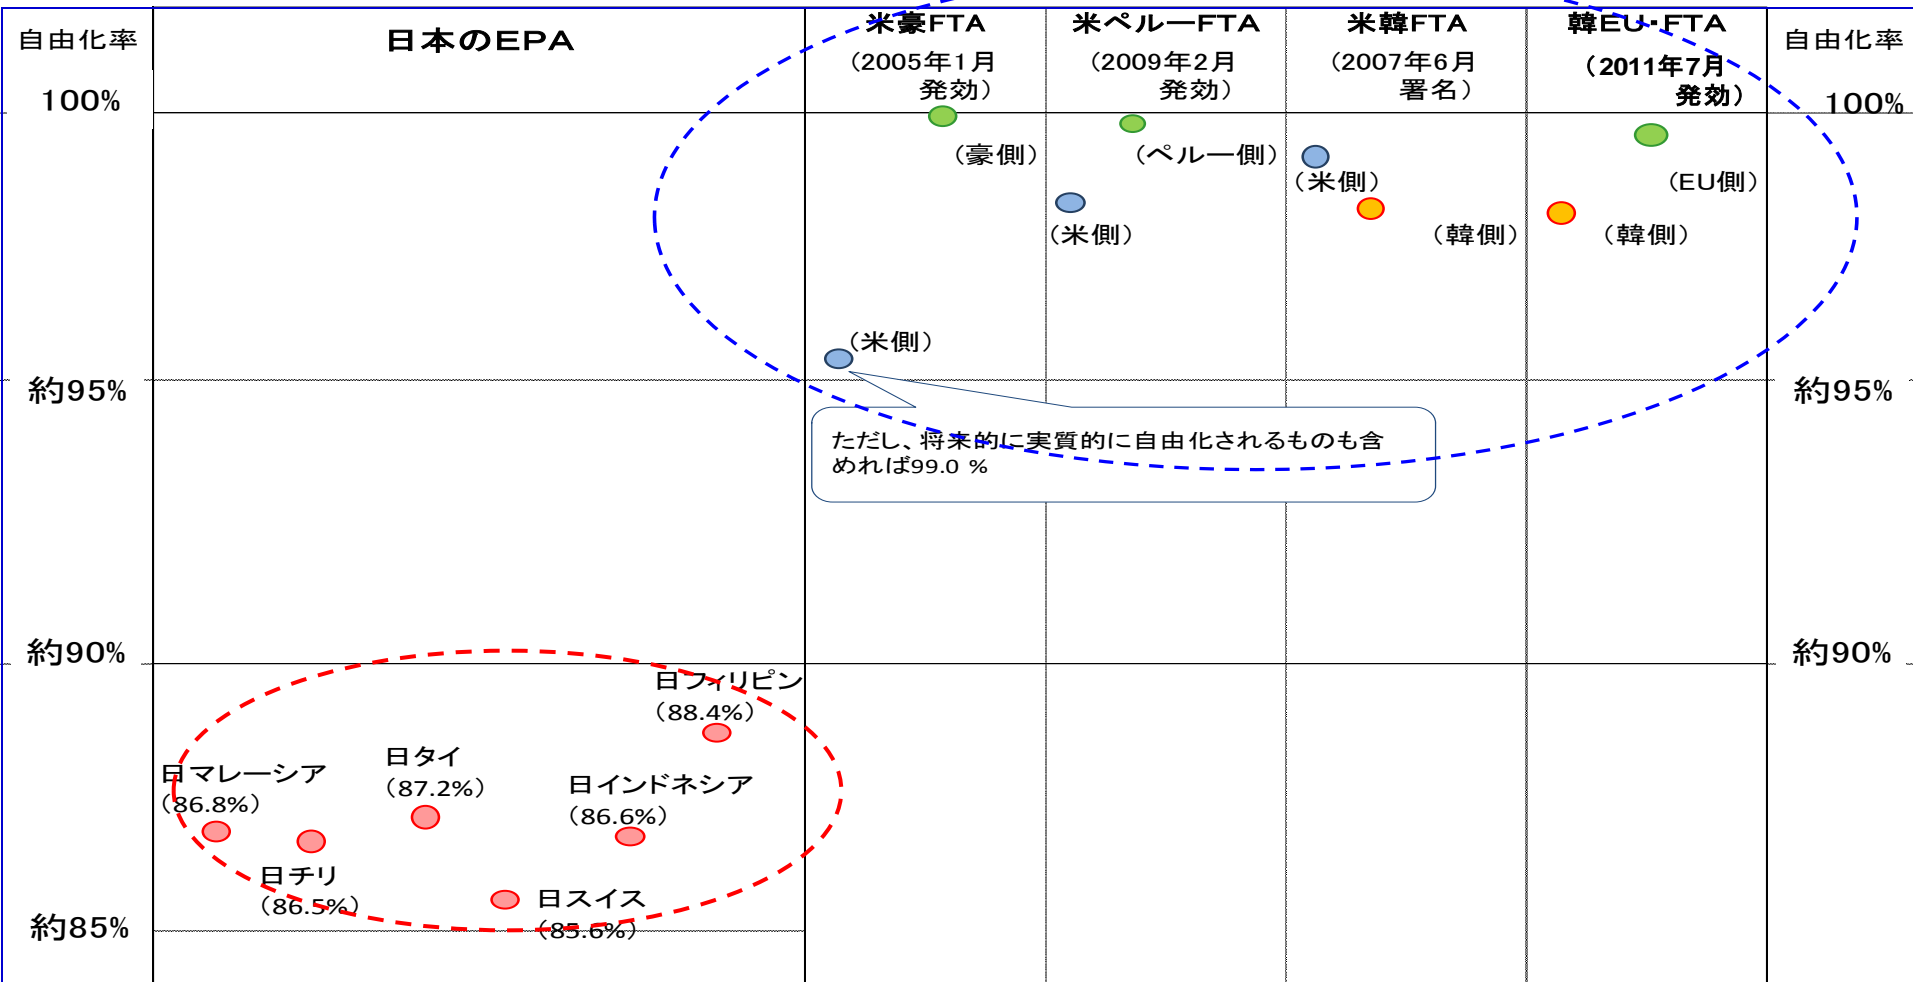 自由化率
日本のEPA
米豪FTA
(2005年1月
発効)
米ペルーFTA
(2009年2月
発効)
米韓FTA
(2007年6月
署名)
韓EU・FTA
(2011年7月
発効)
自由化率
100%
100%
(豪側)
(ペルー側)
(米側)
(EU側)
(米側)
(韓側)
(韓側)
(米側)
約95%
約95%
ただし、将来的に実質的に自由化されるものも含
めれば99.0 %
約90%
約90%
日フィリピン
(88.4%)
日タイ
(87.2%)
日マレーシア
(86.8%)
日インドネシア
(86.6%)
日チリ
(86.5%)
日スイス
(85.6%)
約85%